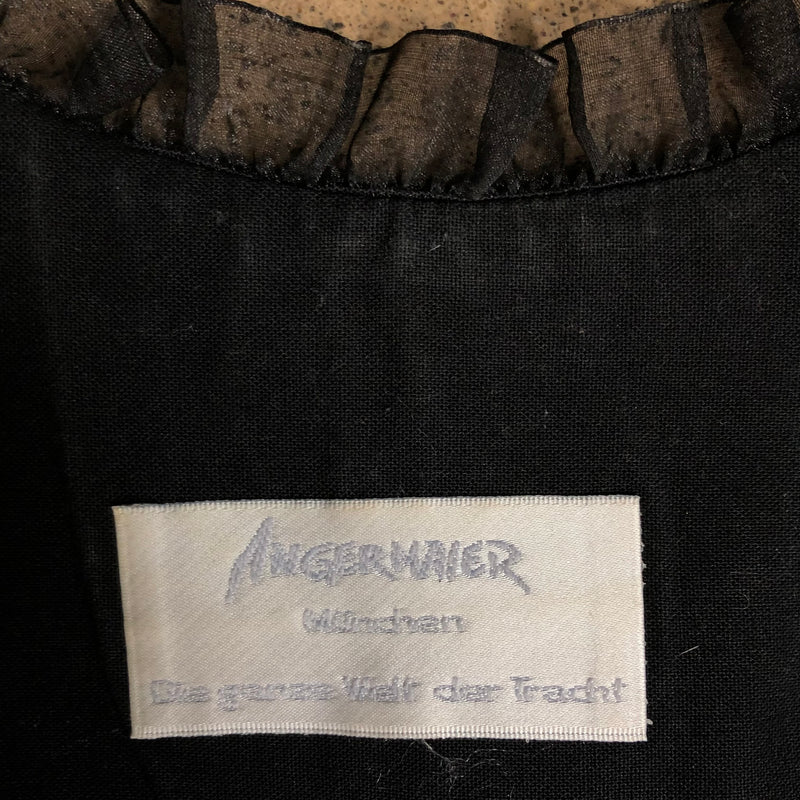 ANGERMAIER
München
Die ganze Welt der Tracht